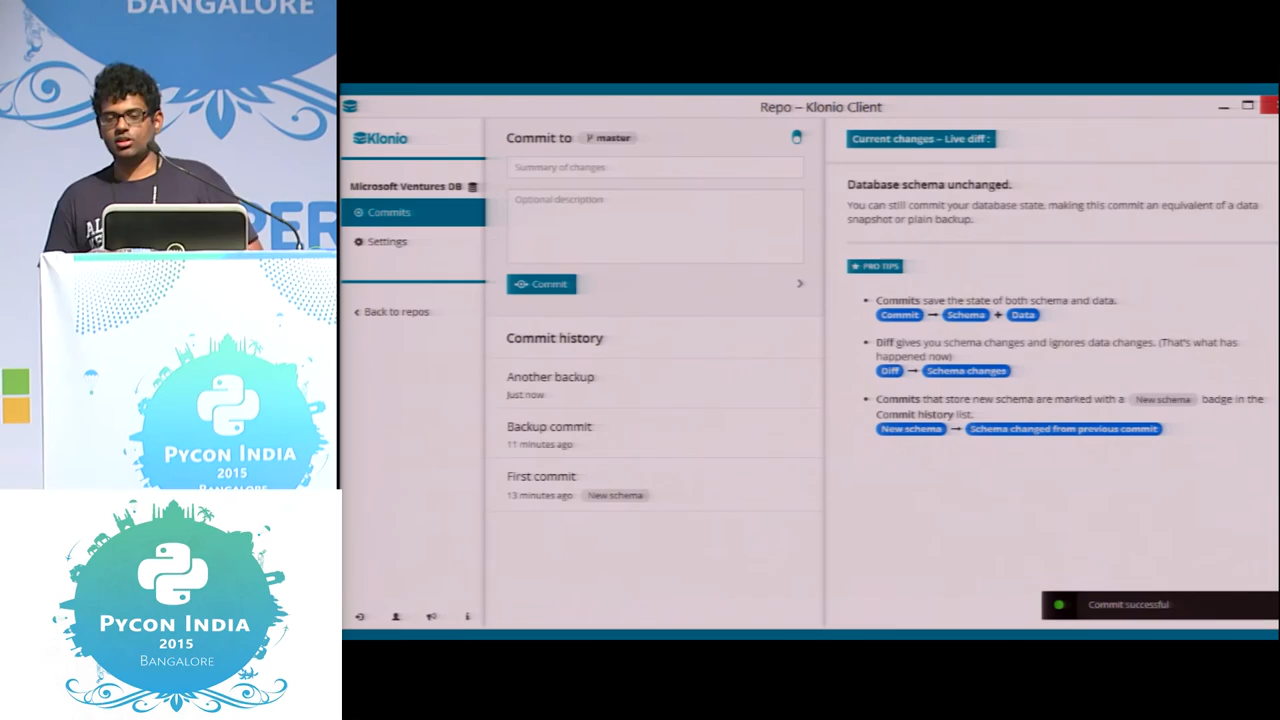 BANGALORE
PER
PYCON INDIA
2015
BANGALORE
PYCON INDIA
2015
BANGALORE
Repo – Klonio Client
Klonio
Microsoft Ventures DB
Commits
Settings
Back to repos
Commit to master
Summary of changes
Optional description
Commit
Commit history
Another backup
Just now
Backup commit
11 minutes ago
First commit
13 minutes ago New schema
Current changes – Live diff :
Database schema unchanged.
You can still commit your database state, making this commit an equivalent of a data
snapshot or plain backup.
PRO TIPS
Commits save the state of both schema and data.
Commit → Schema + Data
Diff gives you schema changes and ignores data changes. (That's what has
happened now)
Diff → Schema changes
Commits that store new schema are marked with a New schema badge in the
Commit history list.
New schema → Schema changed from previous commit
Commit successful